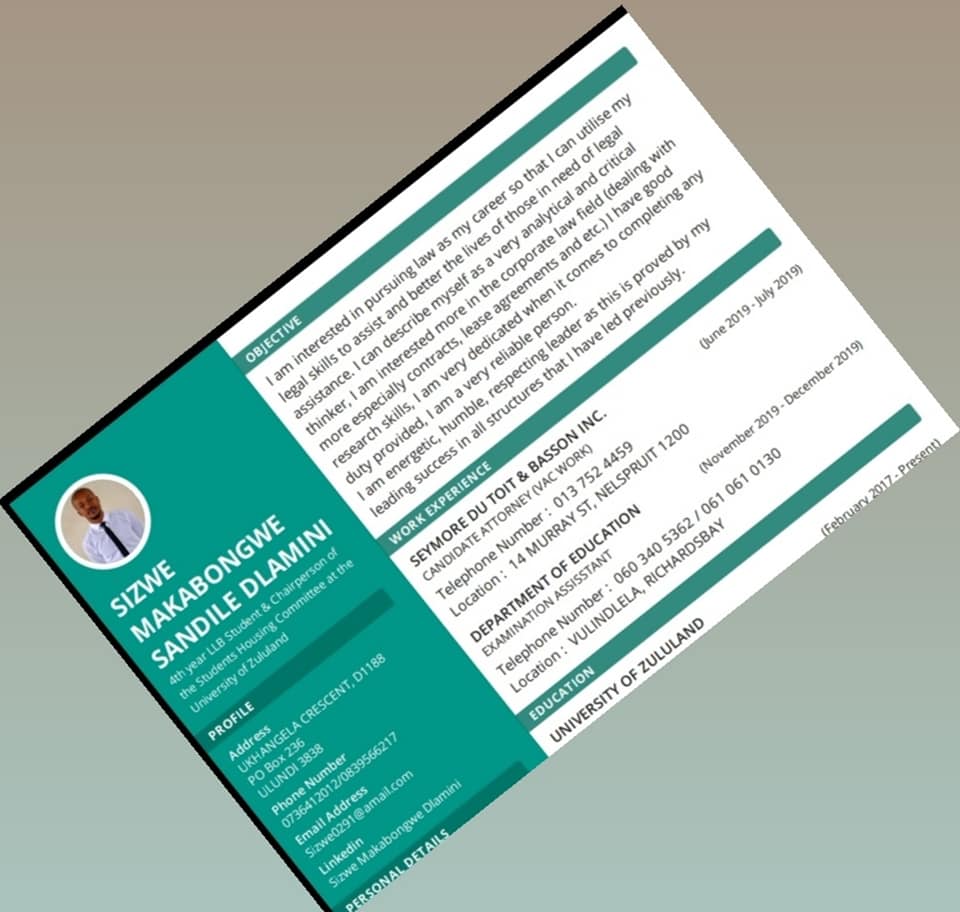 SIZWE
MAKABONGWE
SANDILE DLAMINI
4th year LLB Student & Chairperson of
the Students Housing Committee at the
University of Zululand
PROFILE
Address
UKHANGELA CRESCENT, D1188
PO Box 236
ULUNDI 3838
Phone Number
0736412012/0839566217
Email Address
Sizwe0291@amail.com
Linkedin
Sizwe Makabongwe Dlamini
PERSONAL DETAILS
OBJECTIVE
I am interested in pursuing law as my career so that I can utilise my
legal skills to assist and better the lives of those in need of legal
assistance. I can describe myself as a very analytical and critical
thinker, I am interested more in the corporate law field (dealing with
more especially contracts, lease agreements and etc.) I have good
research skills, I am very dedicated when it comes to completing any
duty provided, I am a very reliable person.
I am energetic, humble, respecting leader as this is proved by my
leading success in all structures that I have led previously.
WORK EXPERIENCE
SEYMORE DU TOIT & BASSON INC. (June 2019 - July 2019)
CANDIDATE ATTORNEY (VAC WORK)
Telephone Number : 013 752 4459
Location : 14 MURRAY ST, NELSPRUIT 1200
DEPARTMENT OF EDUCATION (November 2019 - December 2019)
EXAMINATION ASSISSTANT
Telephone Number : 060 340 5362 / 061 061 0130
Location : VULINDLELA, RICHARDSBAY
EDUCATION
UNIVERSITY OF ZULULAND (February 2017 - Present)